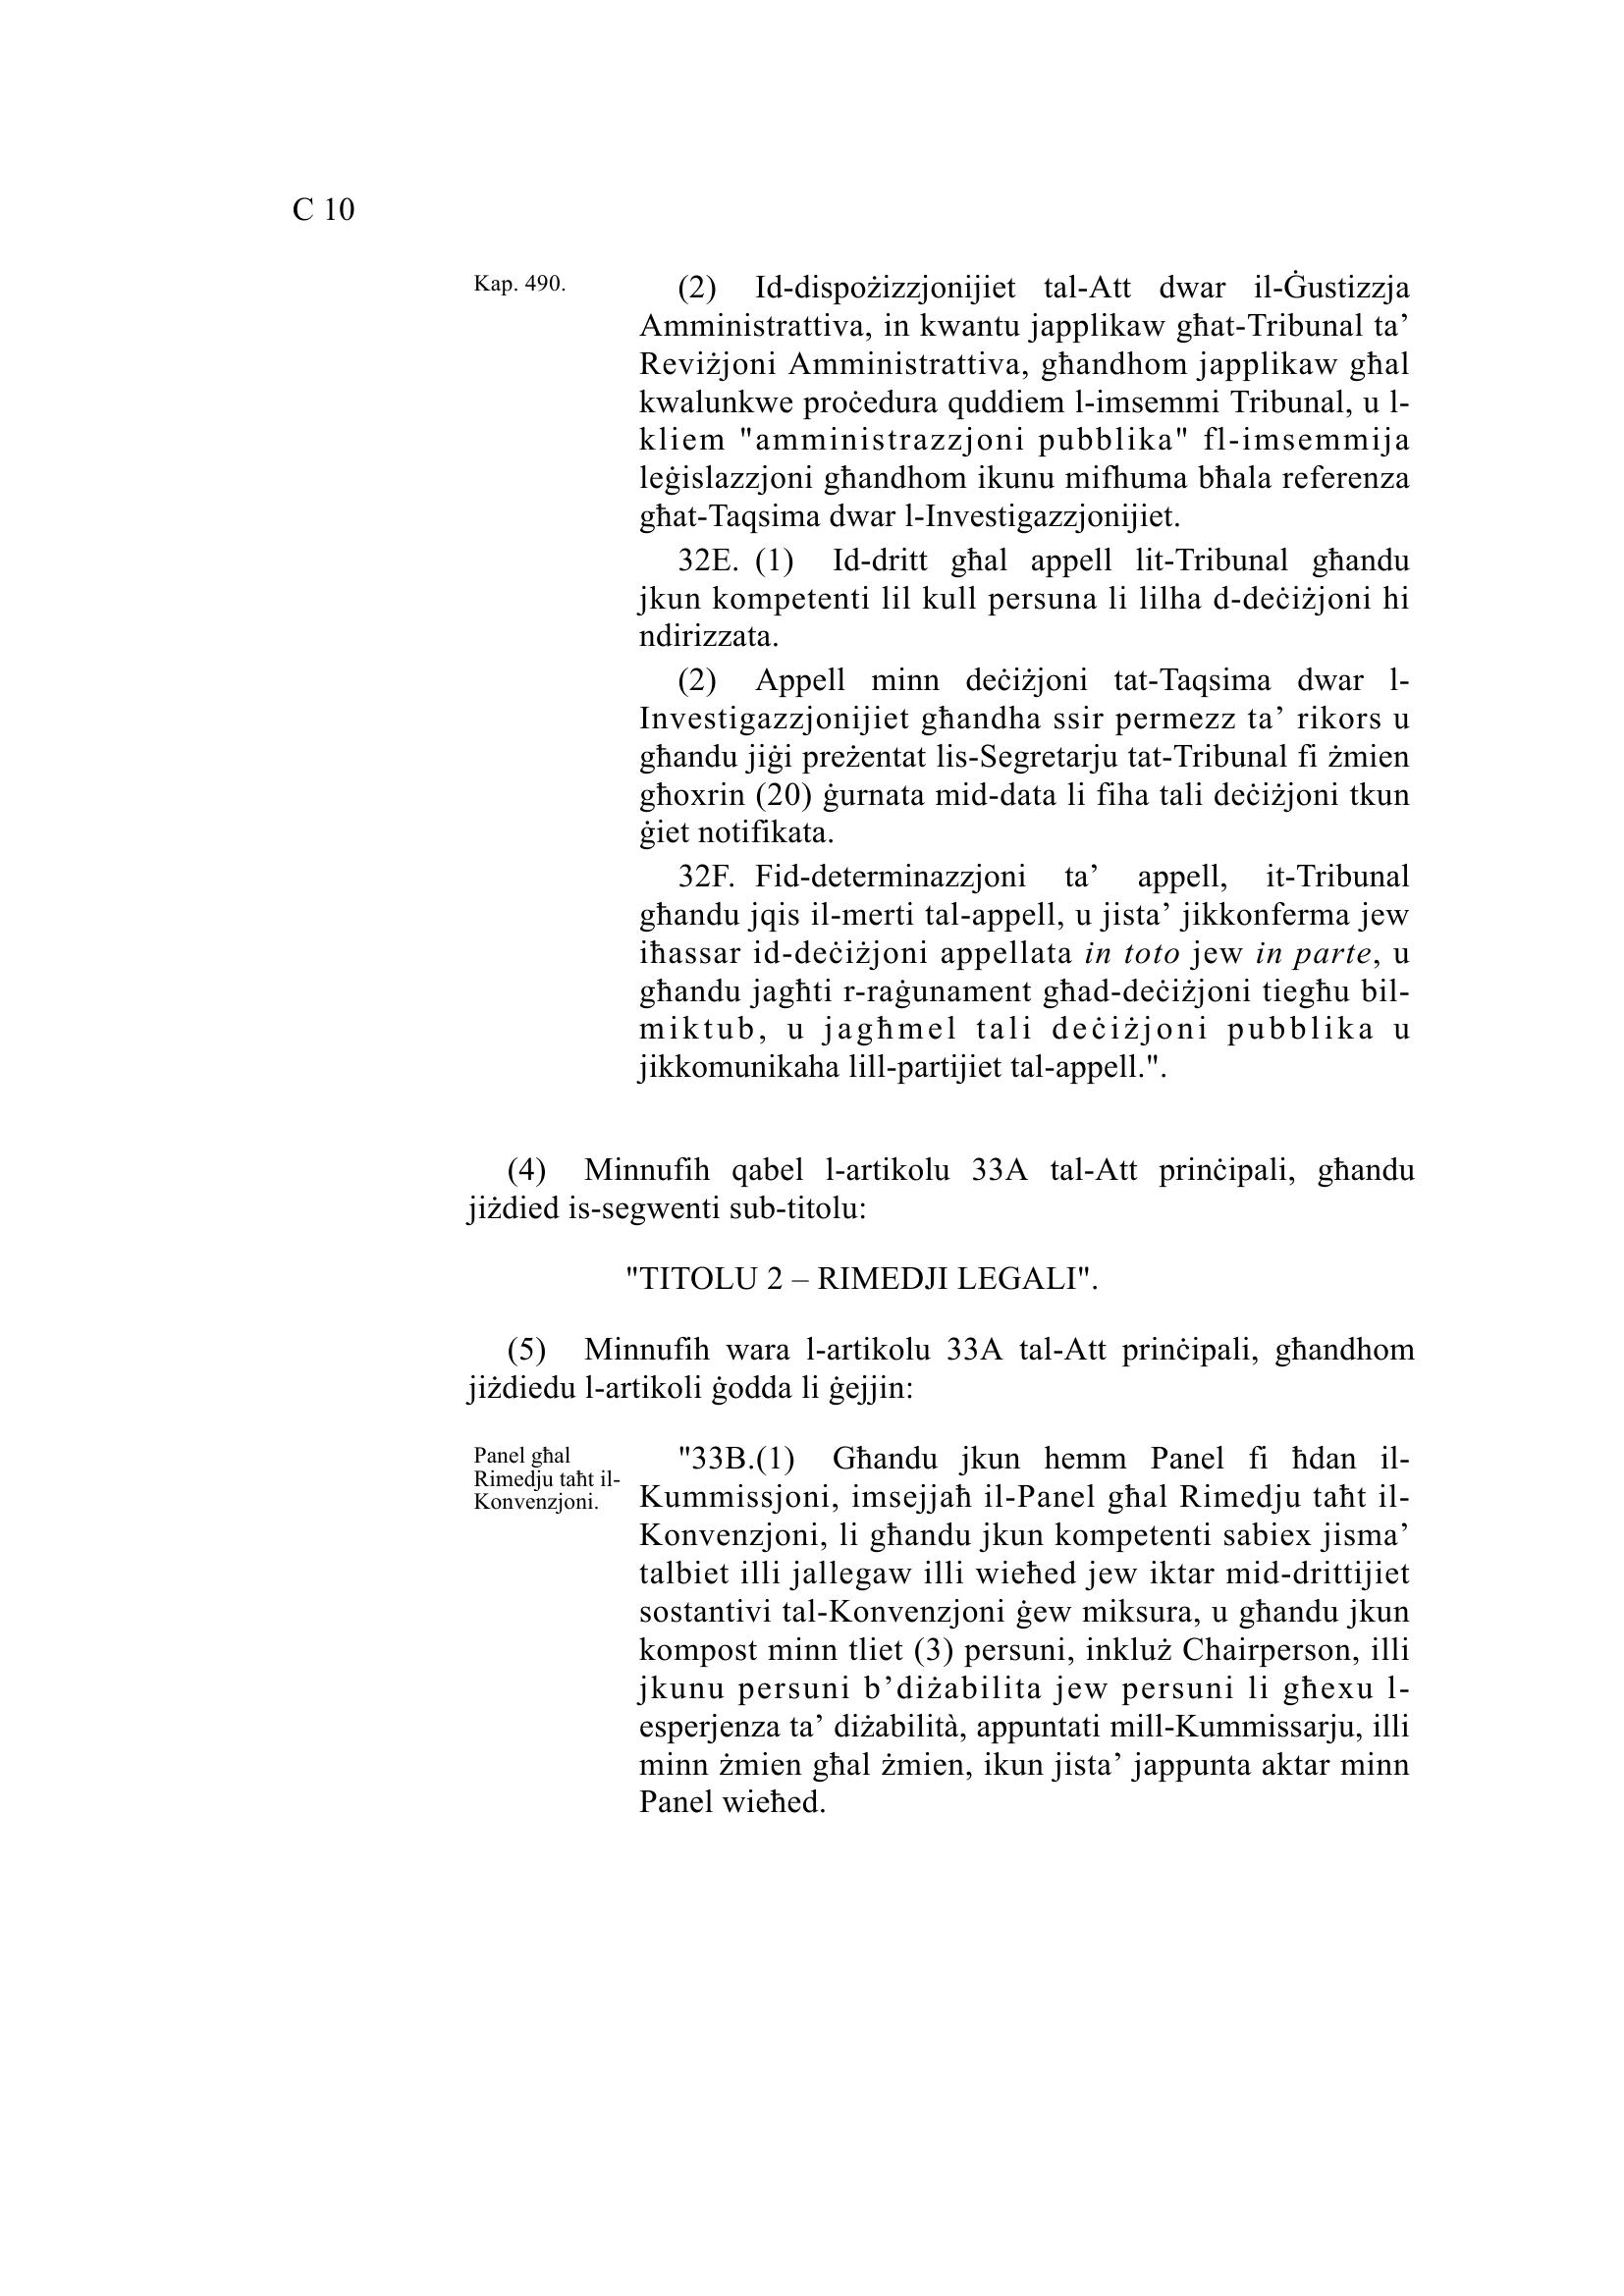 C 10
Kap. 490.
(2) Id-dispożizzjonijiet tal-Att dwar il-Ġustizzja
Amministrattiva, in kwantu japplikaw għat-Tribunal ta’
Reviżjoni Amministrattiva, għandhom japplikaw għal
kwalunkwe proċedura quddiem l-imsemmi Tribunal, u l-
kliem "amministrazzjoni pubblika" fl-imsemmija
leġislazzjoni għandhom ikunu mifhuma bħala referenza
għat-Taqsima dwar l-Investigazzjonijiet.
32E. (1) Id-dritt għal appell lit-Tribunal għandu
jkun kompetenti lil kull persuna li lilha d-deċiżjoni hi
ndirizzata.
(2) Appell minn deċiżjoni tat-Taqsima dwar l-
Investigazzjonijiet għandha ssir permezz ta’ rikors u
għandu jiġi preżentat lis-Segretarju tat-Tribunal fi żmien
għoxrin (20) ġurnata mid-data li fiha tali deċiżjoni tkun
ġiet notifikata.
32F. Fid-determinazzjoni ta’ appell, it-Tribunal
għandu jqis il-merti tal-appell, u jista’ jikkonferma jew
iħassar id-deċiżjoni appellata in toto jew in parte, u
għandu jagħti r-raġunament għad-deċiżjoni tiegħu bil-
miktub, u jagħmel tali deċiżjoni pubblika u
jikkomunikaha lill-partijiet tal-appell.".
(4) Minnufih qabel l-artikolu 33A tal-Att prinċipali, għandu
jiżdied is-segwenti sub-titolu:
"TITOLU 2 – RIMEDJI LEGALI".
(5) Minnufih wara l-artikolu 33A tal-Att prinċipali, għandhom
jiżdiedu l-artikoli ġodda li ġejjin:
Panel għal
Rimedju taħt il-
Konvenzjoni.
"33B.(1) Għandu jkun hemm Panel fi ħdan il-
Kummissjoni, imsejjaħ il-Panel għal Rimedju taħt il-
Konvenzjoni, li għandu jkun kompetenti sabiex jisma’
talbiet illi jallegaw illi wieħed jew iktar mid-drittijiet
sostantivi tal-Konvenzjoni ġew miksura, u għandu jkun
kompost minn tliet (3) persuni, inkluż Chairperson, illi
jkunu persuni b’diżabilita jew persuni li għexu l-
esperjenza ta’ diżabilità, appuntati mill-Kummissarju, illi
minn żmien għal żmien, ikun jista’ jappunta aktar minn
Panel wieħed.